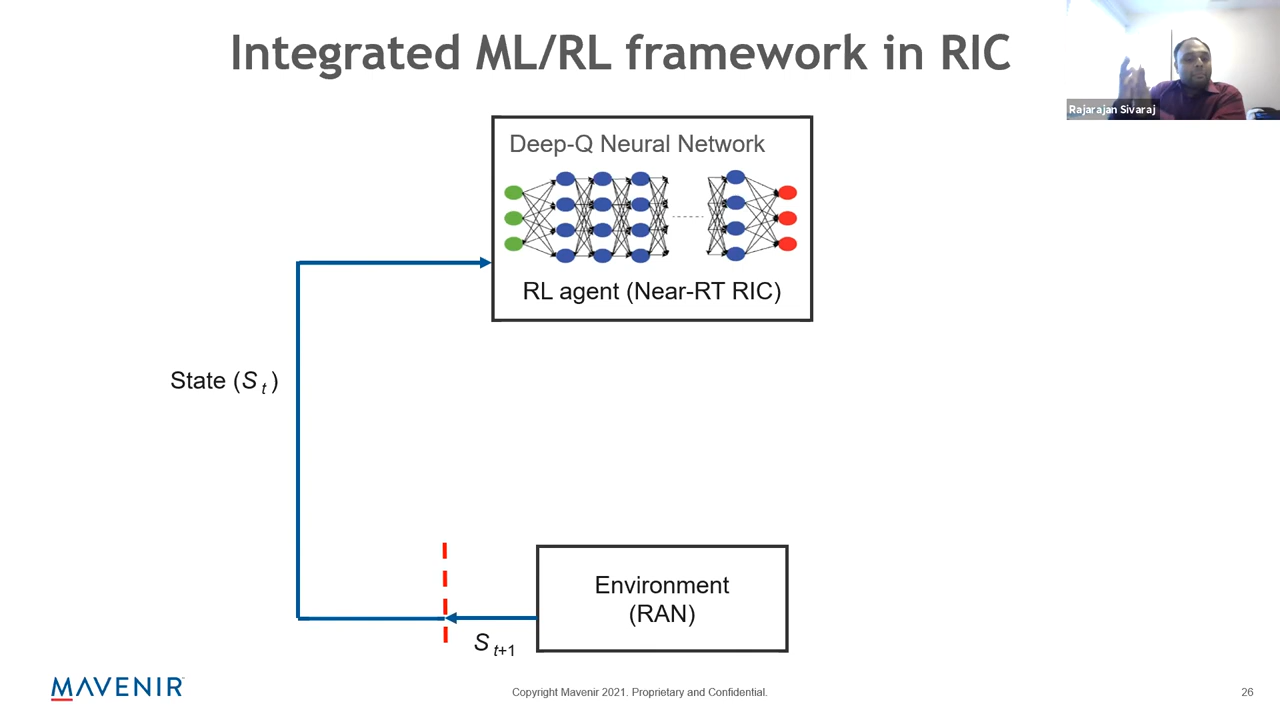 Integrated ML/RL framework in RIC
Rajarajan Sivaraj
Deep-Q Neural Network
RL agent (Near-RT RIC)
State (S t )
Environment
(RAN)
S t+1
MAVENIR
Copyright Mavenir 2021. Proprietary and Confidential.
26